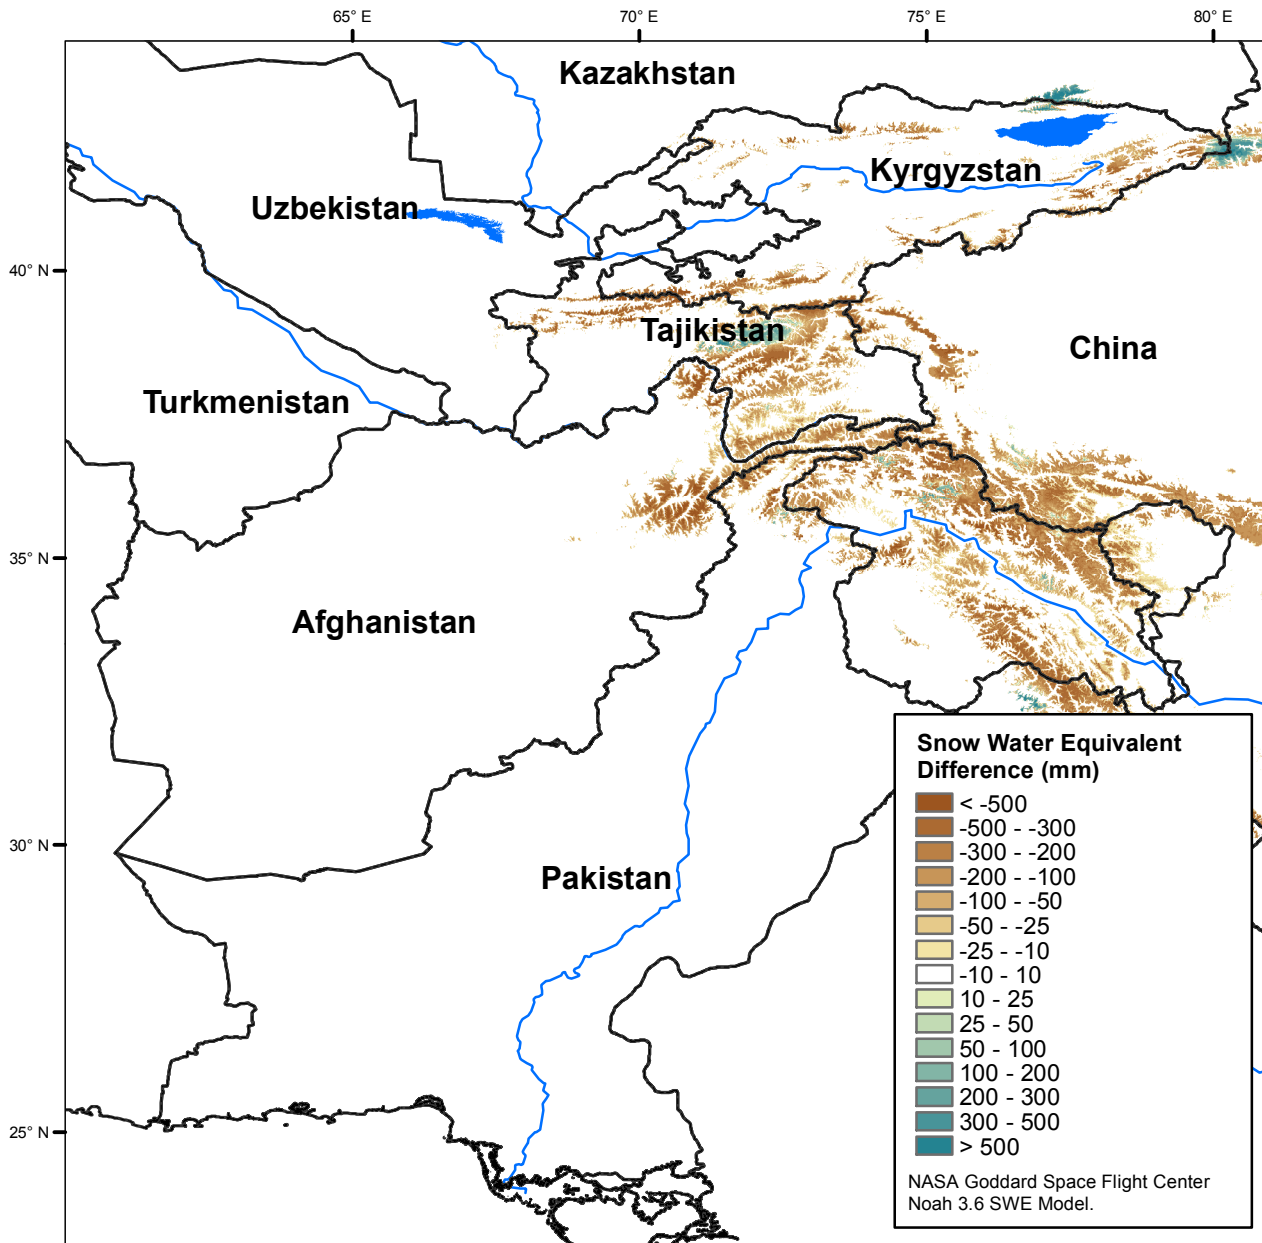 65° E
70° E
75° E
80° E
Kazakhstan
Kyrgyzstan
Uzbekistan
40° N
Tajikistan
China
Turkmenistan
35° N
Afghanistan
30° N
Pakistan
25° N
Snow Water Equivalent
Difference (mm)
< -500
-500 - -300
-300 - -200
-200 - -100
-100 - -50
-50 - -25
-25 - -10
-10 - 10
10 - 25
25 - 50
50 - 100
100 - 200
200 - 300
300 - 500
> 500
NASA Goddard Space Flight Center
Noah 3.6 SWE Model.